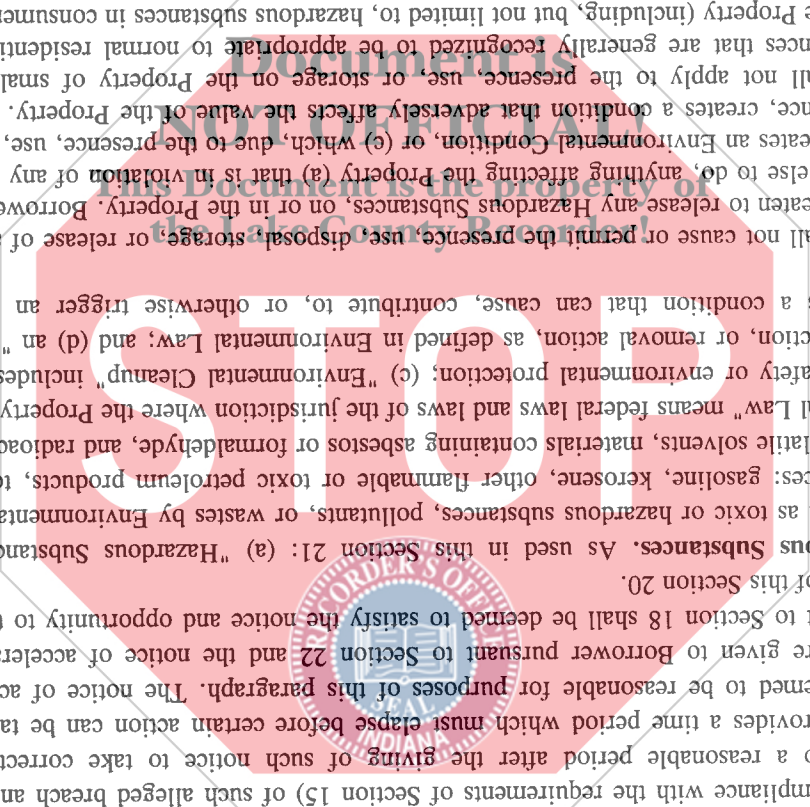 mpliance with the requirements of Section 15) of such alleged breach an
o a reasonable period after the giving of such notice to take correct
rovides a time period which must elapse before certain action can be ta
emed to be reasonable for purposes of this paragraph. The notice of ac
re given to Borrower pursuant to Section 22 and the notice of accelera
t to Section 18 shall be deemed to satisfy the notice and opportunity to
of this Section 20.
ous Substances. As used in this Section 21: (a) "Hazardous Substanc
as toxic or hazardous substances, pollutants, or wastes by Environmenta
ces: gasoline, kerosene, other flammable or toxic petroleum products, to
latile solvents, materials containing asbestos or formaldehyde, and radioac
l Law" means federal laws and laws of the jurisdiction where the Property
afety or environmental protection; (c) "Environmental Cleanup" includes
ction, or removal action, as defined in Environmental Law; and (d) an "
s a condition that can cause, contribute to, or otherwise trigger an
all not cause or permit the presence, use, disposal, storage, or release of
eaten to release any Hazardous Substances, on or in the Property. Borrowe
else to do, anything affecting the Property (a) that is in violation of any
eates an Environmental Condition, or (c) which, due to the presence, use,
nce, creates a condition that adversely affects the value of the Property.
all not apply to the presence, use, or storage on the Property of smal
nces that are generally recognized to be appropriate to normal residenti
e Property (including, but not limited to, hazardous substances in consumer
Document is
NOT OFFICIAL!
This Document is the property of
the Lake County Recorder!
STOP
RECORDER'S OFFICE
SEAL
INDIANA